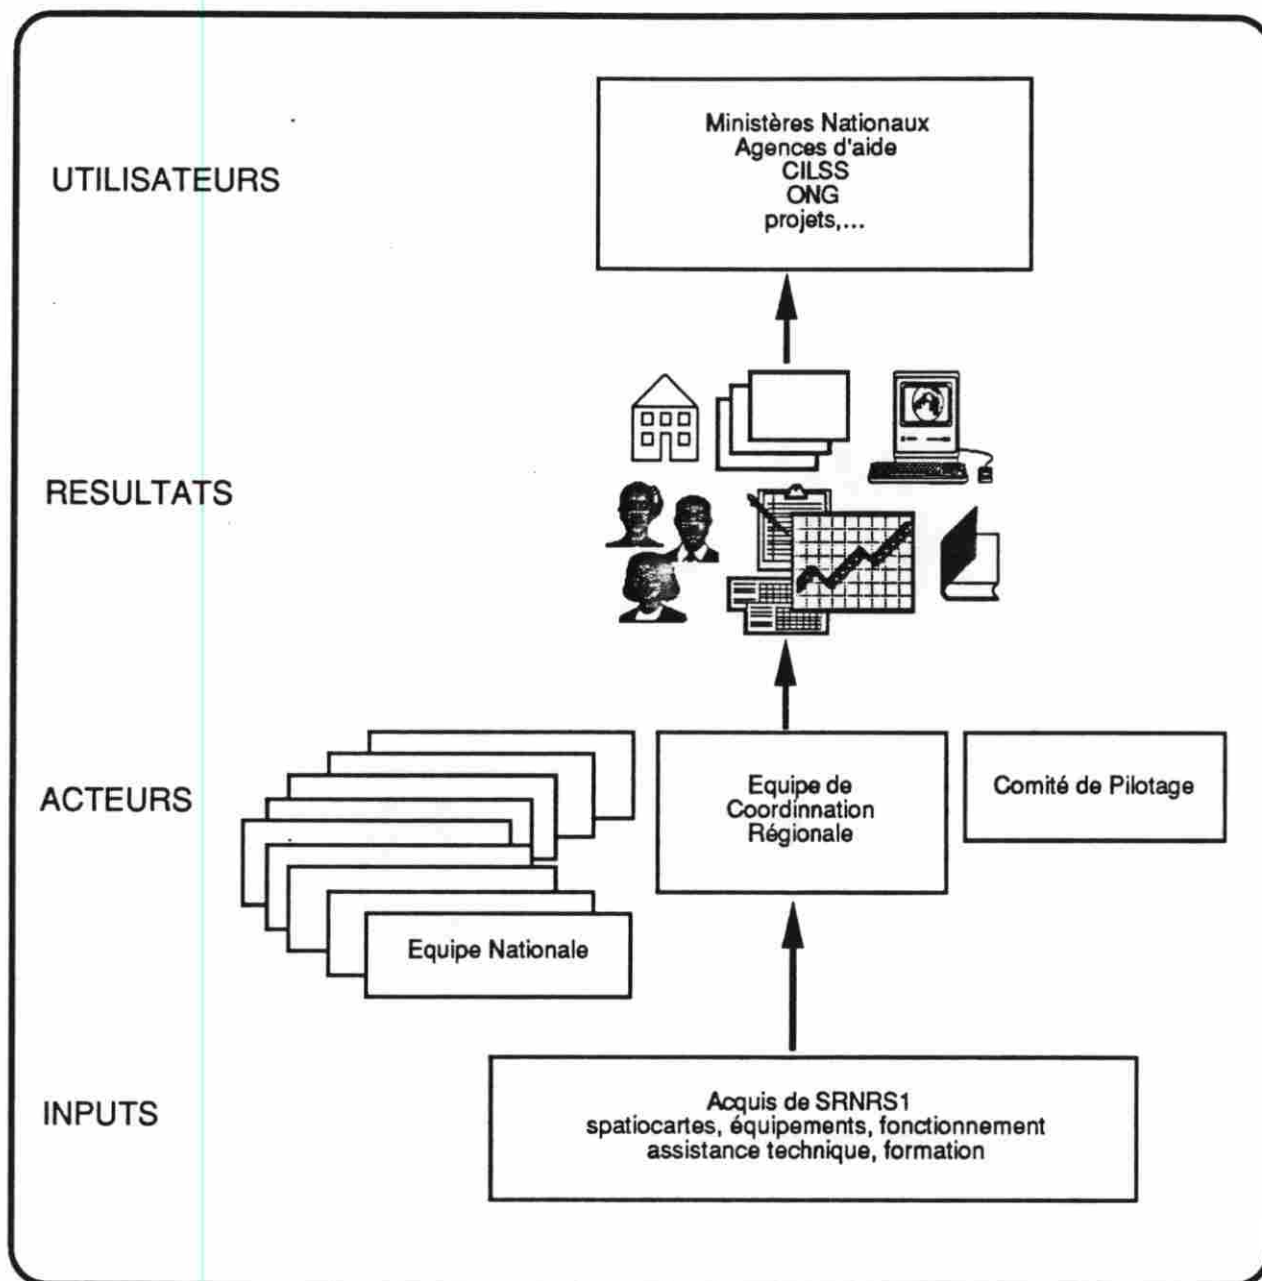 UTILISATEURS
Ministères Nationaux
Agences d'aide
CILSS
ONG
projets,...
RESULTATS
ACTEURS
Equipe de
Coordinnation
Régionale
Comité de Pilotage
Equipe Nationale
INPUTS
Acquis de SRNRS1
spatiocartes, équipements, fonctionnement
assistance technique, formation